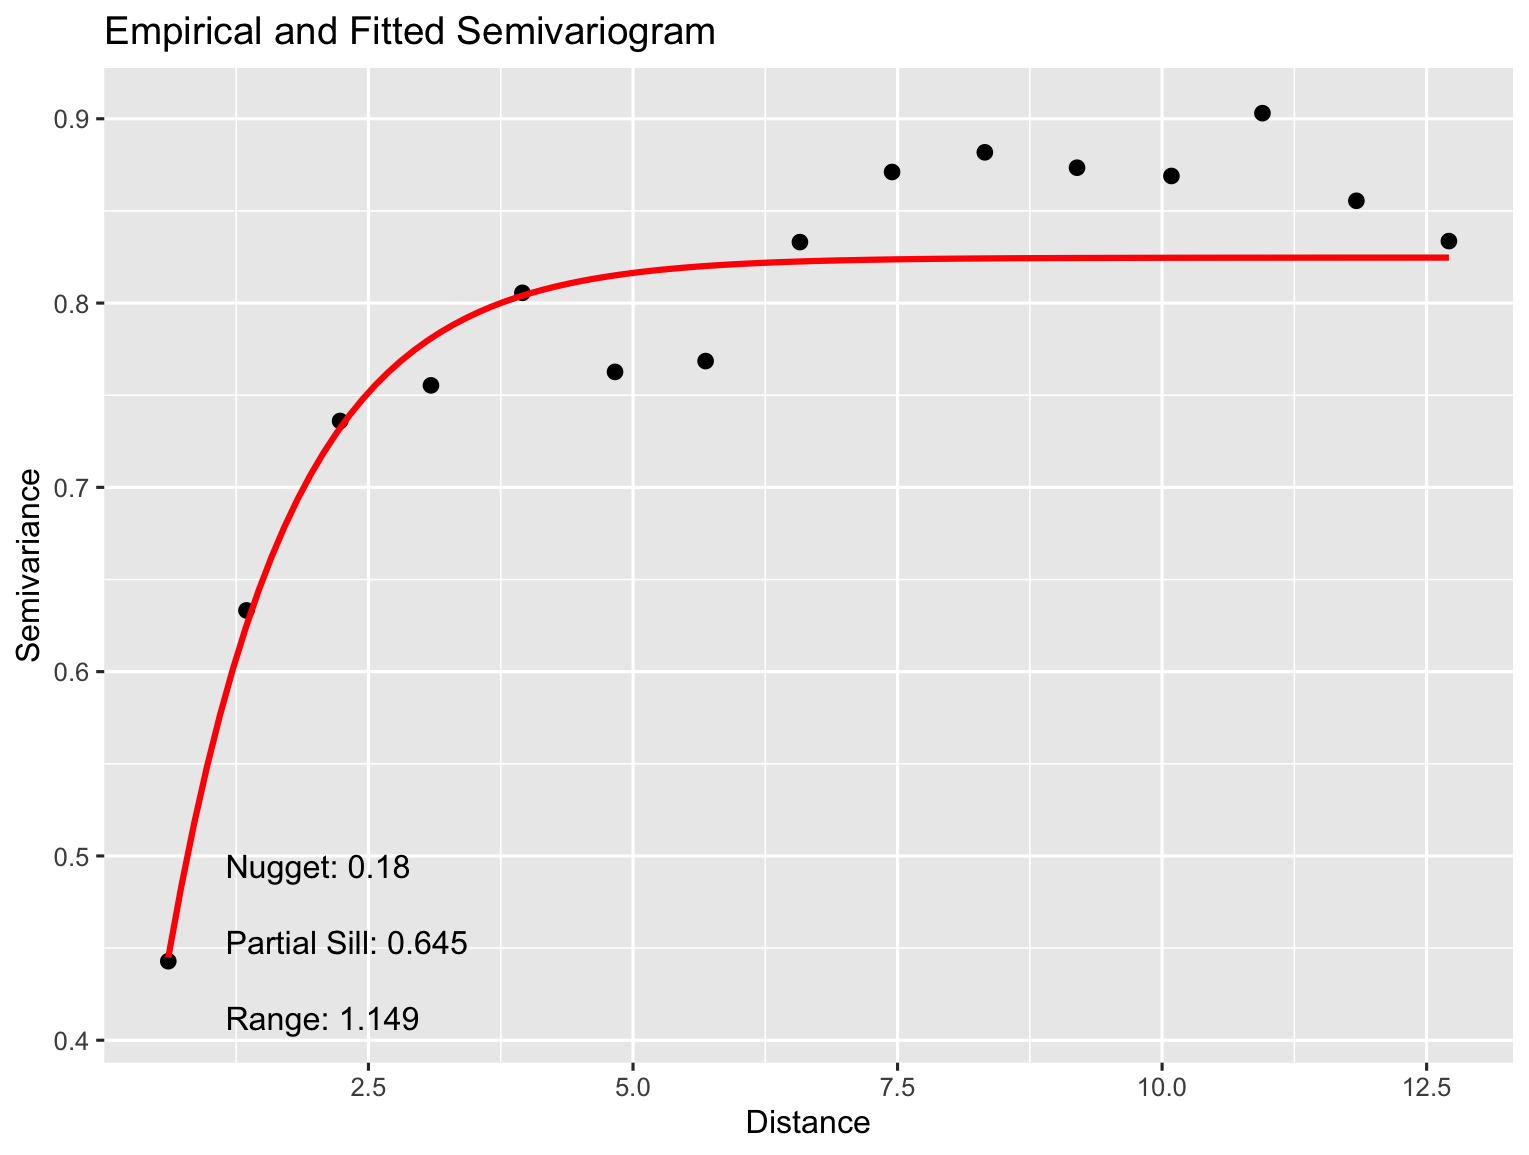 Empirical and Fitted Semivariogram
0.9
0.8
0.7
0.6
0.5
0.4
Semivariance
Nugget: 0.18
Partial Sill: 0.645
Range: 1.149
2.5 5.0 7.5 10.0 12.5
Distance